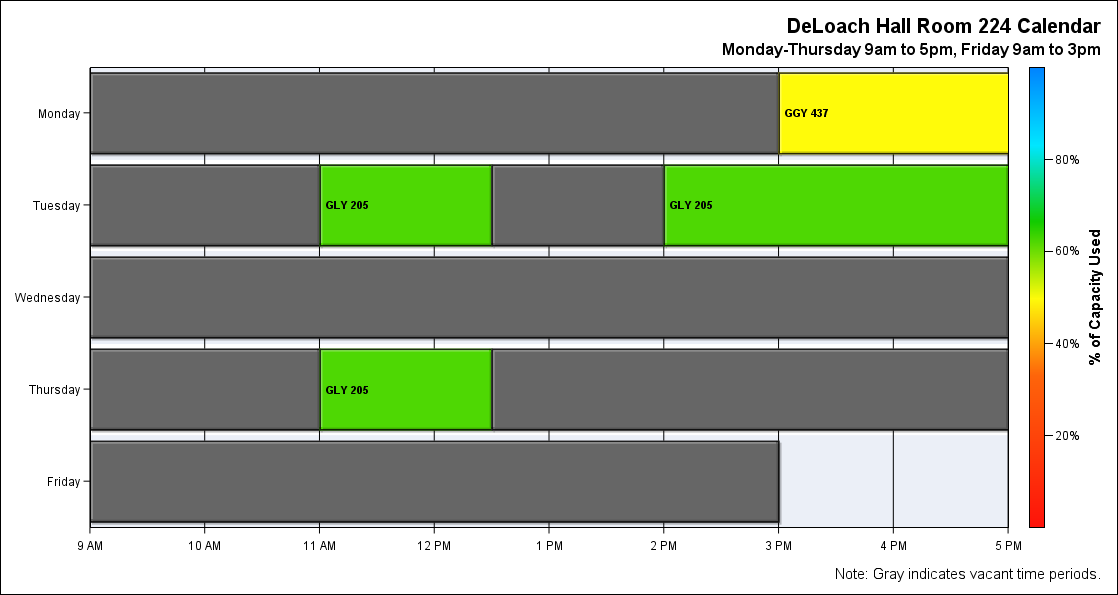 DeLoach Hall Room 224 Calendar
Monday-Thursday 9am to 5pm, Friday 9am to 3pm
Monday
GGY 437
Tuesday
GLY 205
GLY 205
Wednesday
Thursday
GLY 205
Friday
9 AM 10 AM 11 AM 12 PM 1 PM 2 PM 3 PM 4 PM 5 PM
80%
60%
40%
20%
% of Capacity Used
Note: Gray indicates vacant time periods.